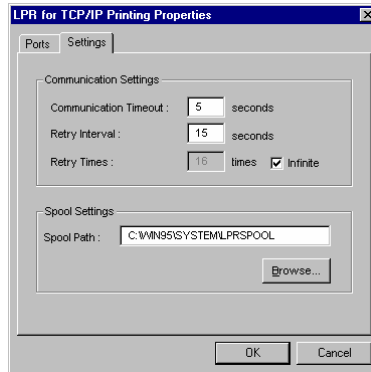 LPR for TCP/IP Printing Properties
Ports Settings
Communication Settings
Communication Timeout : 5 seconds
Retry Interval : 15 seconds
Retry Times : 16 times Infinite
Spool Settings
Spool Path : C:\WIN95\SYSTEM\LPRSPOOL
Browse...
OK Cancel